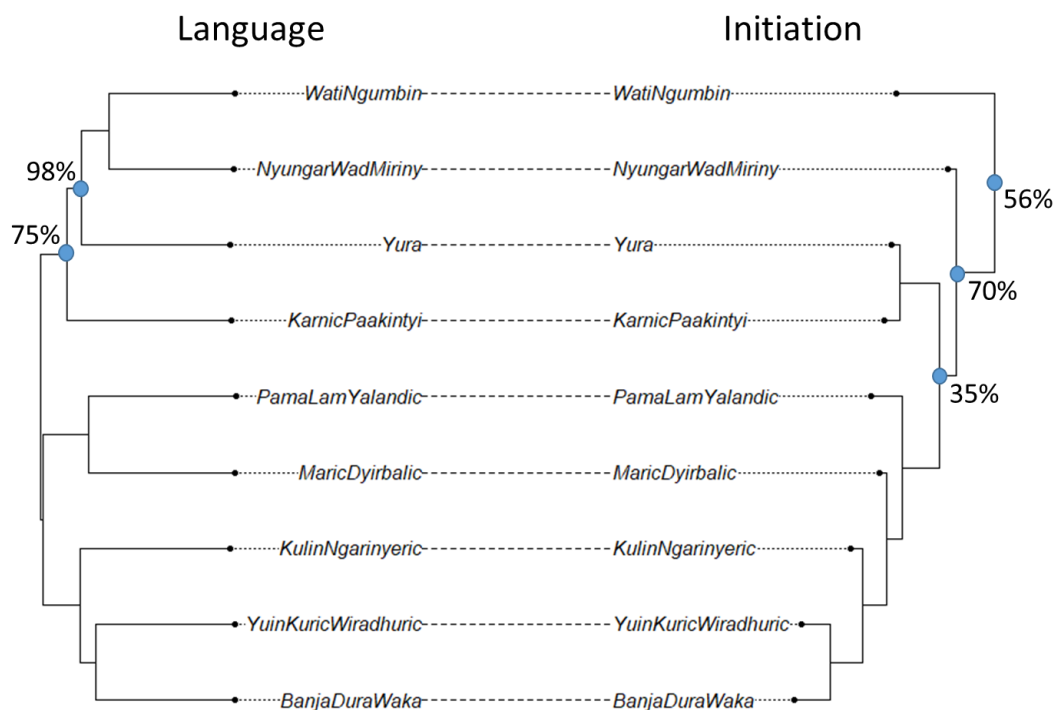 Language Initiation
WatiNgumbin WatiNgumbin
98% NyungarWadMiriny NyungarWadMiriny 56%
75% Yura Yura
70%
KarnicPaakintyi KarnicPaakintyi
PamaLamYalandic PamaLamYalandic 35%
MaricDyirbalic MaricDyirbalic
KulinNgarinyeric KulinNgarinyeric
YuinKuricWiradhuric YuinKuricWiradhuric
BanjaDuraWaka BanjaDuraWaka